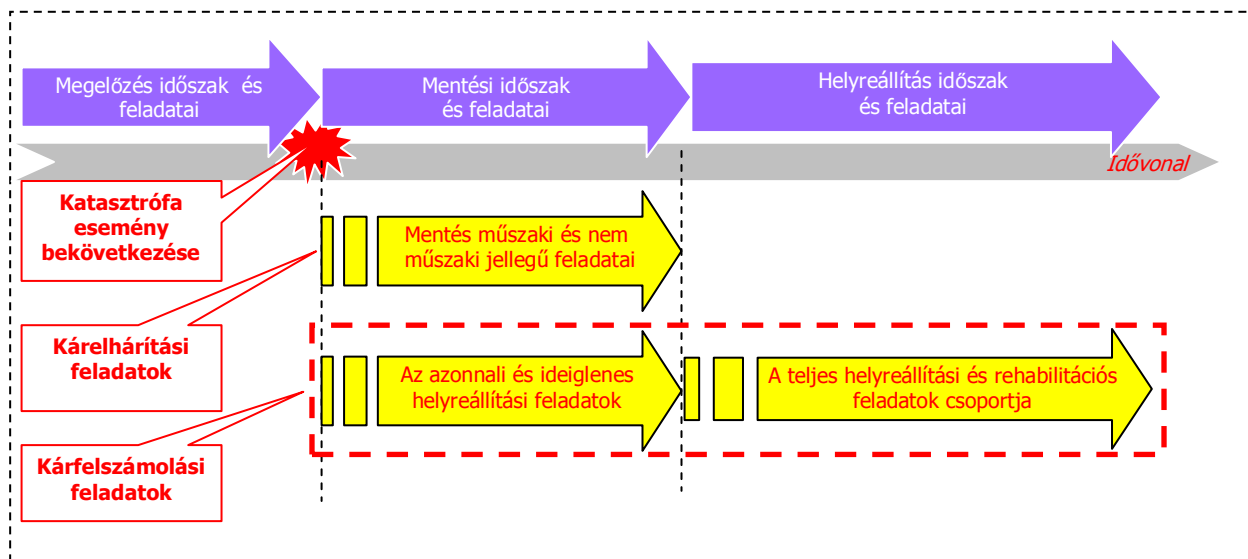 Megelőzés időszak és
feladatai
Mentési időszak
és feladatai
Helyreállítás időszak
és feladatai
Idővonal
Katasztrófa
esemény
bekövetkezése
Mentés műszaki és nem
műszaki jellegű feladatai
Kárelhárítási
feladatok
Az azonnali és ideiglenes
helyreállítási feladatok
A teljes helyreállítási és rehabilitációs
feladatok csoportja
Kárfelszámolási
feladatok